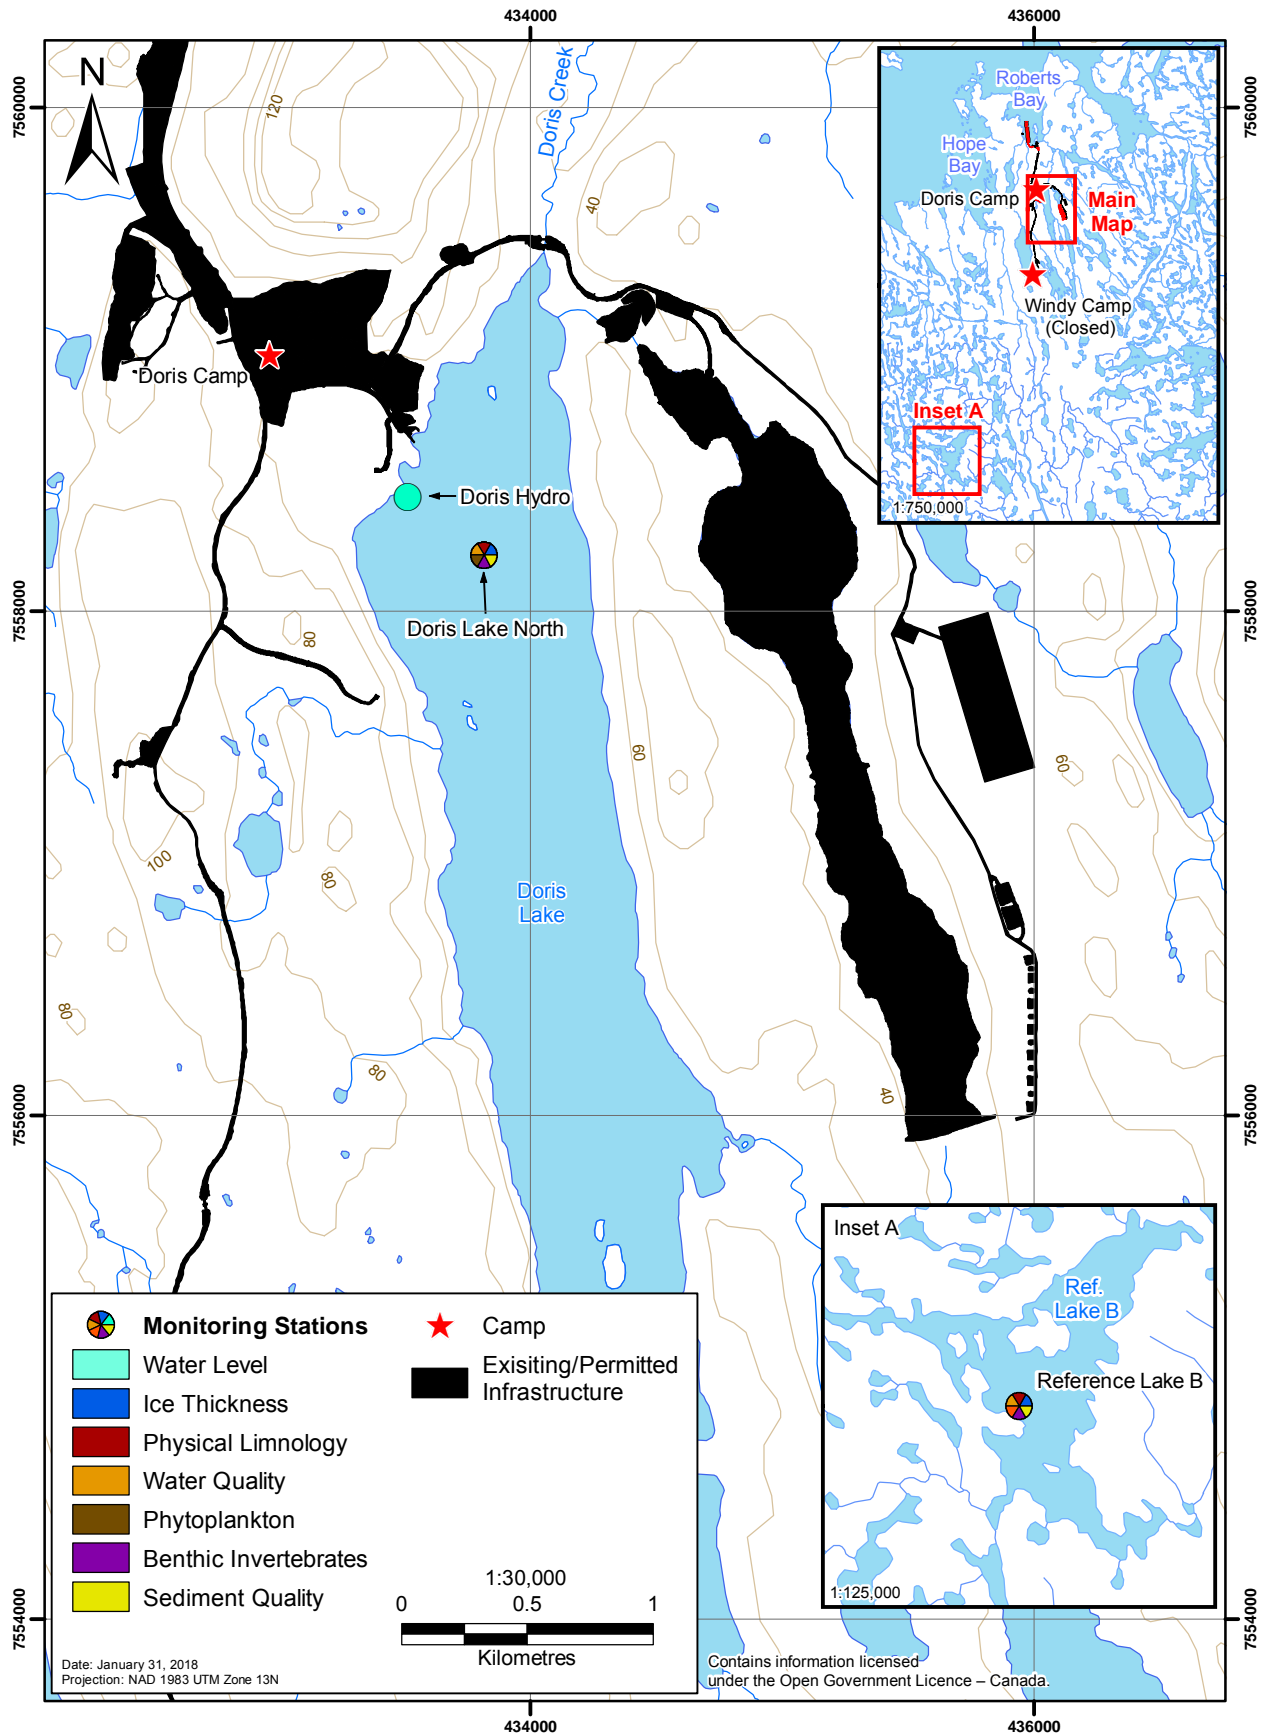 434000
436000
7560000
7560000
N
120
Doris Creek
40
Roberts
Bay
Hope
Bay
Doris Camp
Main
Map
Windy Camp
(Closed)
Inset A
1:750,000
Doris Camp
Doris Hydro
Doris Lake North
7558000
7558000
80
60
60
100
80
Doris
Lake
80
80
40
7556000
7556000
Inset A
Ref.
Lake B
Reference Lake B
1:125,000
Monitoring Stations
Water Level
Ice Thickness
Physical Limnology
Water Quality
Phytoplankton
Benthic Invertebrates
Sediment Quality
Camp
Exisiting/Permitted
Infrastructure
1:30,000
0 0.5 1
Kilometres
7554000
7554000
Date: January 31, 2018
Projection: NAD 1983 UTM Zone 13N
Contains information licensed
under the Open Government Licence – Canada.
434000
436000